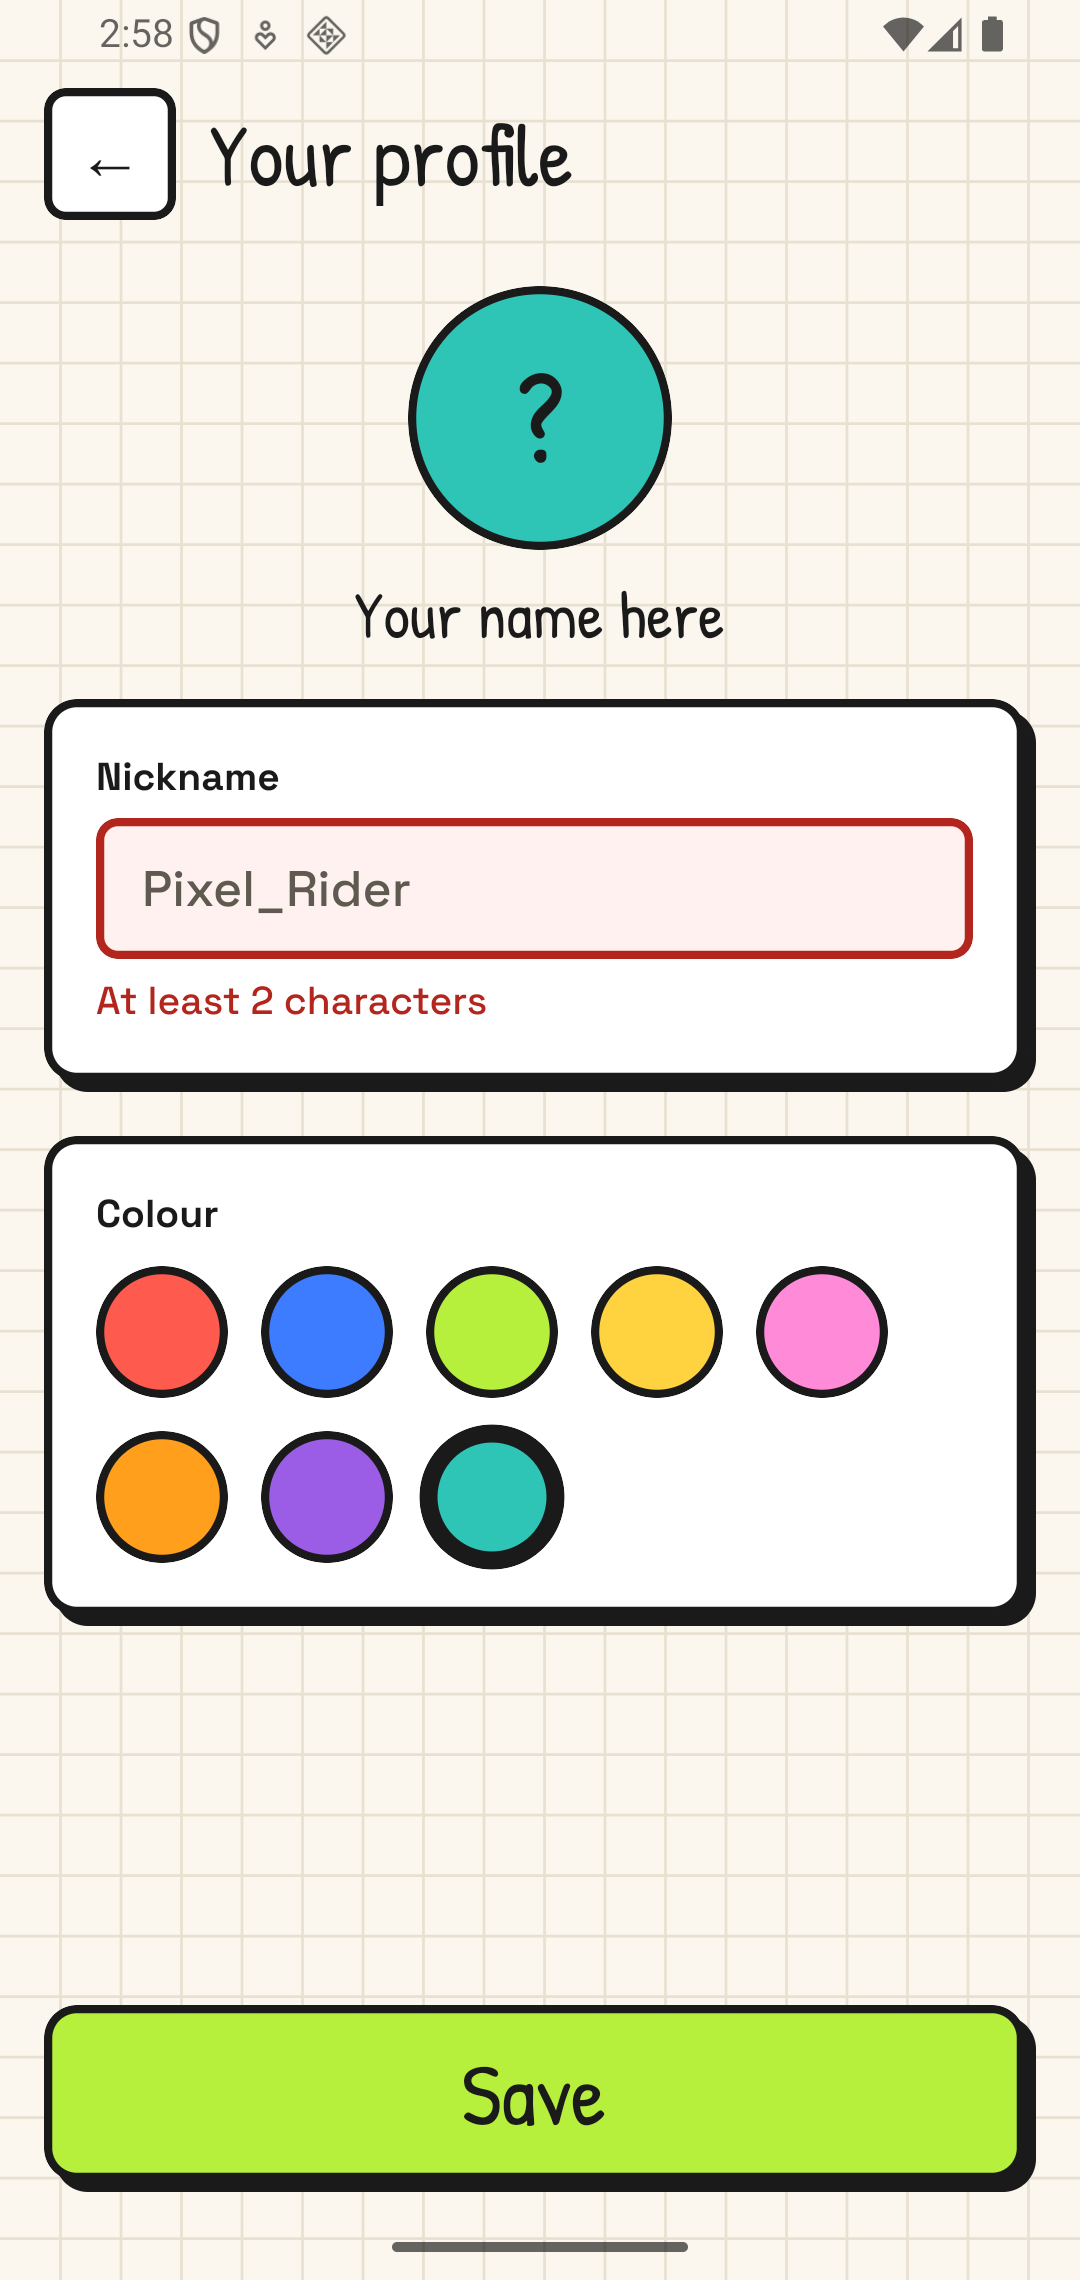 2:58
← Your profile
?
Your name here
Nickname
Pixel_Rider
At least 2 characters
Colour
Save